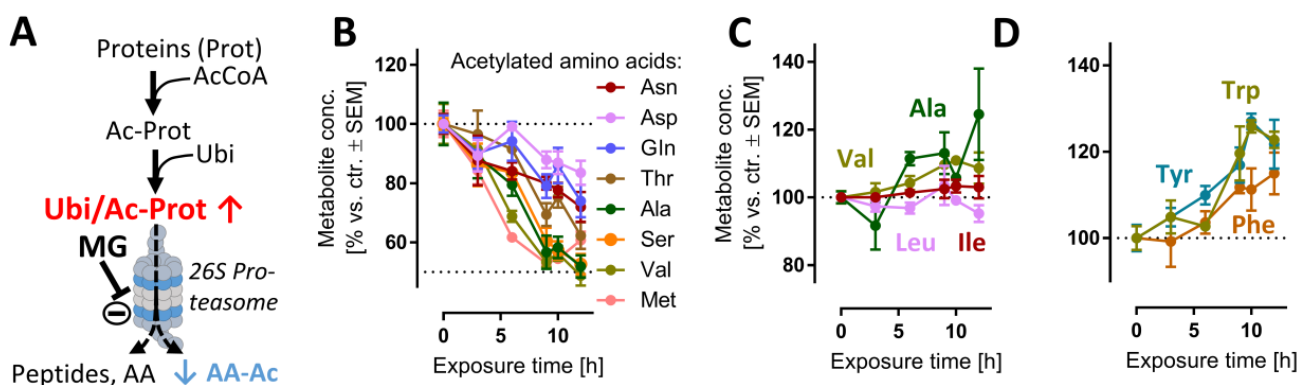 A
Proteins (Prot)
AcCoA
Ac-Prot
Ubi
Ubi/Ac-Prot ↑
MG
26S Pro-
teasome
Peptides, AA ↓ AA-Ac
B
Acetylated amino acids:
Asn
Asp
Gln
Thr
Ala
Ser
Val
Met
Metabolite conc.
[% vs. ctr. ± SEM]
100
80
60
0 5 10
Exposure time [h]
C
Metabolite conc.
[% vs. ctr. ± SEM]
140
120
100
80
Ala
Val
Leu Ile
0 5 10
Exposure time [h]
D
140
120
100
Trp
Tyr
Phe
0 5 10
Exposure time [h]